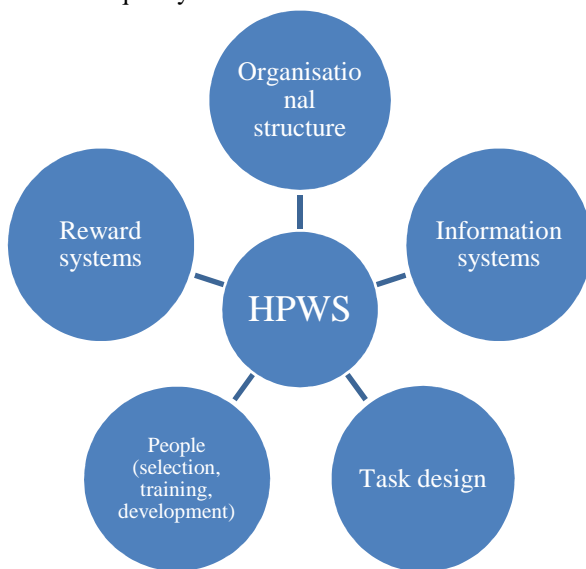 Organisatio
nal
structure
Reward
systems
Information
systems
HPWS
People
(selection,
training,
development)
Task design